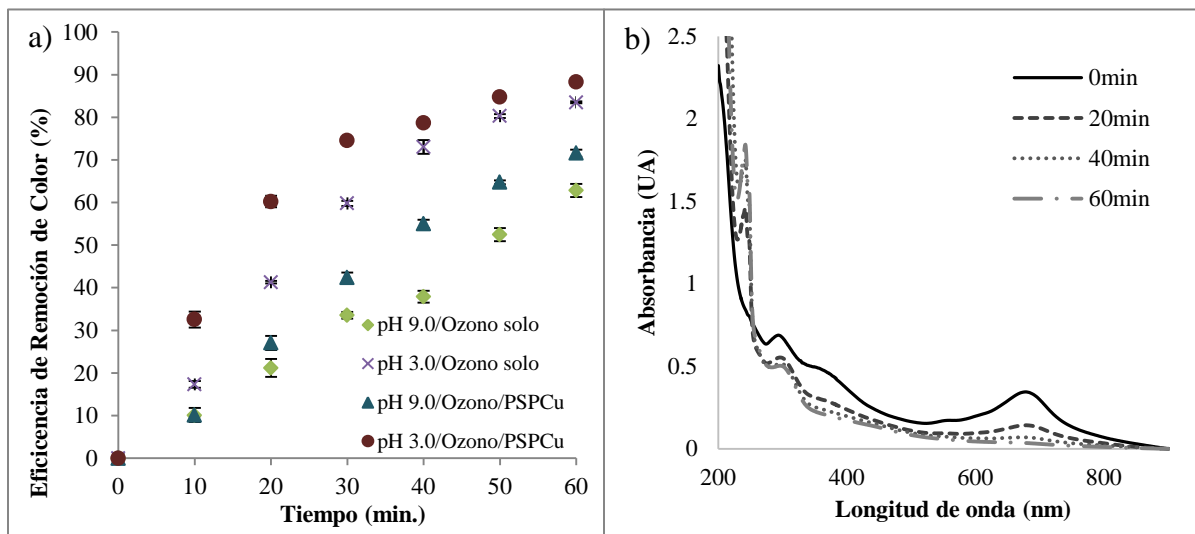 a)
Eficicencia de Remoción de Color (%)
100
90
80
70
60
50
40
30
20
10
0
0 10 20 30 40 50 60
Tiempo (min.)
pH 9.0/Ozono solo
pH 3.0/Ozono solo
pH 9.0/Ozono/PSPCu
pH 3.0/Ozono/PSPCu
b)
Absorbancia (UA)
2.5
2
1.5
1
0.5
0
200 400 600 800
Longitud de onda (nm)
0min
20min
40min
60min